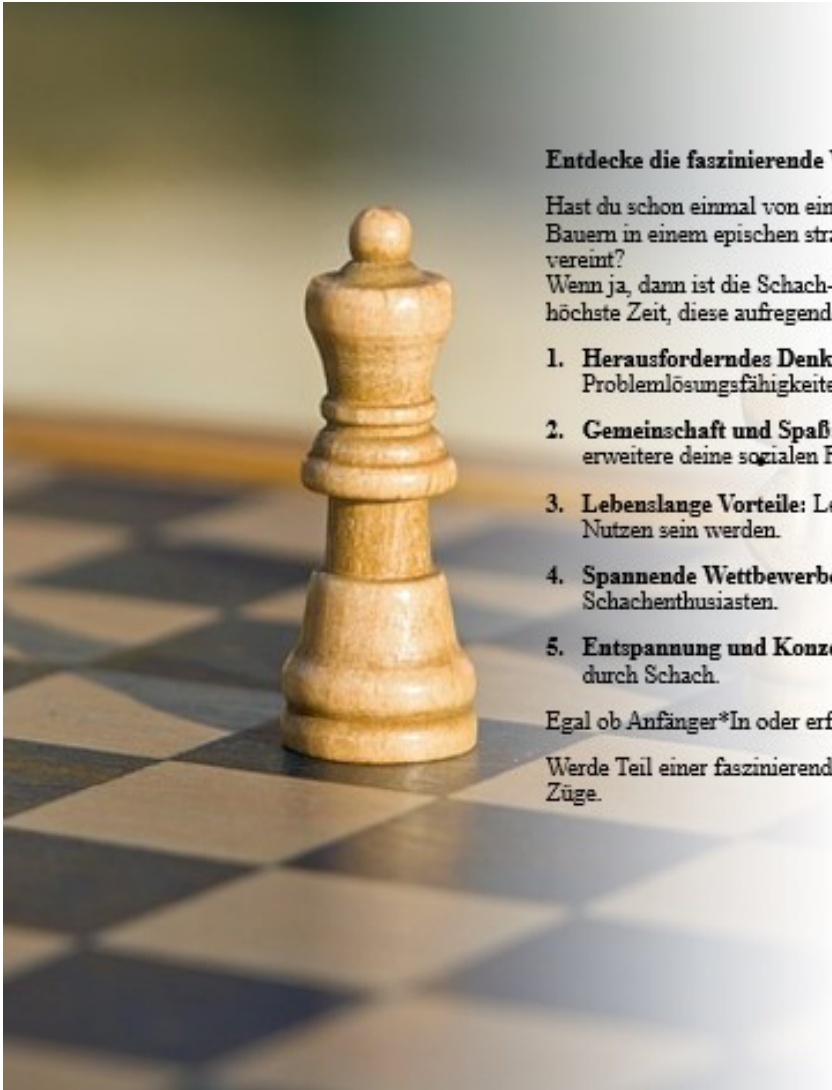 Entdecke die faszinierende
Hast du schon einmal von ein
Bauern in einem epischen stra
vereint?
Wenn ja, dann ist die Schach-
höchste Zeit, diese aufregend
1. Herausforderndes Denk
Problemlösungsfähigkeite
2. Gemeinschaft und Spaß
erweitere deine sozialen F
3. Lebenslange Vorteile: Le
Nutzen sein werden.
4. Spannende Wettbewerbe
Schachenthusiasten.
5. Entspannung und Konze
durch Schach.
Egal ob Anfänger*In oder erf
Werde Teil einer faszinierend
Züge.